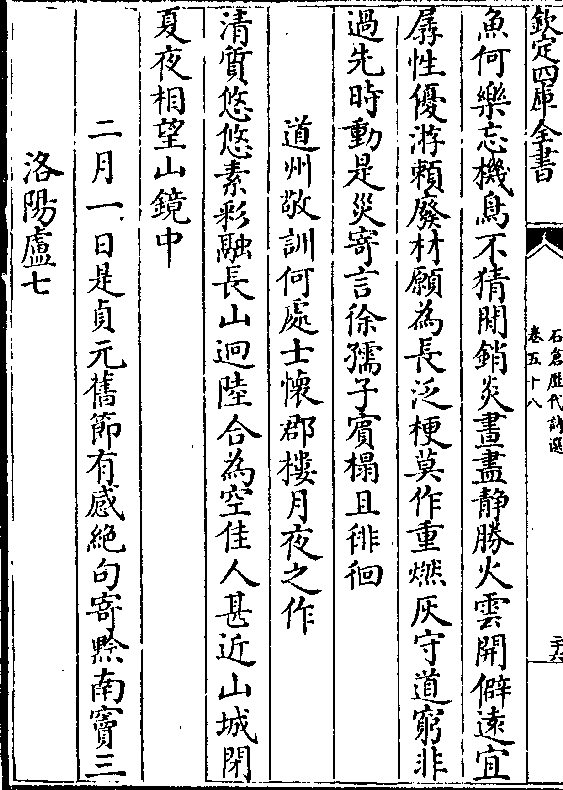 欽定四庫全書
石倉歷代詩選
卷五十八
魚何樂忘機鳥不猜閒銷炎晝盡靜勝火雲開僻遠宜
孱性優游頼廢材願為長泛梗莫作重燃灰守道窮非
過先時動是災寄言徐孺子賓榻且徘徊
道州敬訓何處士懷郡樓月夜之作
清質悠悠素彩融長山迥陸合為空佳人甚近山城閉
夏夜相望山鏡中
二月一日是貞元舊節有感絶句寄黔南竇三
洛陽盧七